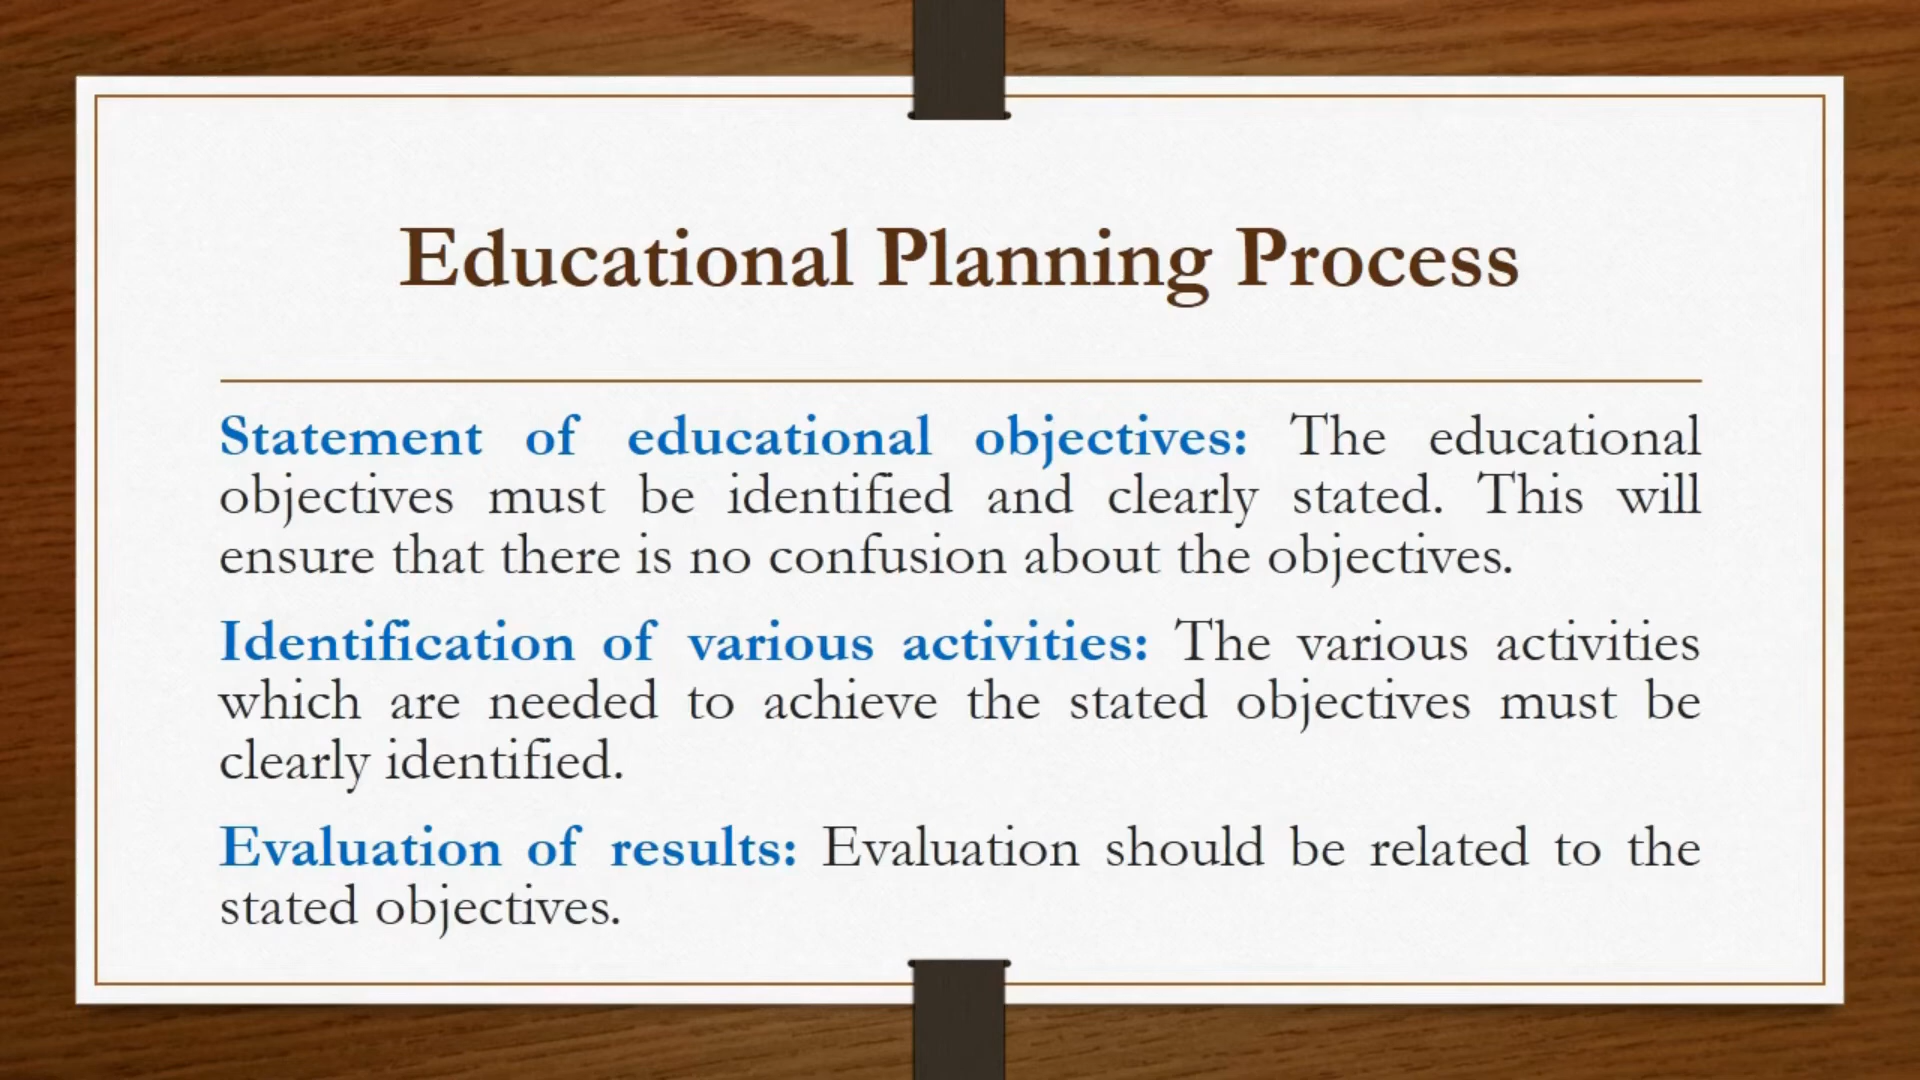 Educational Planning Process
Statement of educational objectives: The educational
objectives must be identified and clearly stated. This will
ensure that there is no confusion about the objectives.
Identification of various activities: The various activities
which are needed to achieve the stated objectives must be
clearly identified.
Evaluation of results: Evaluation should be related to the
stated objectives.